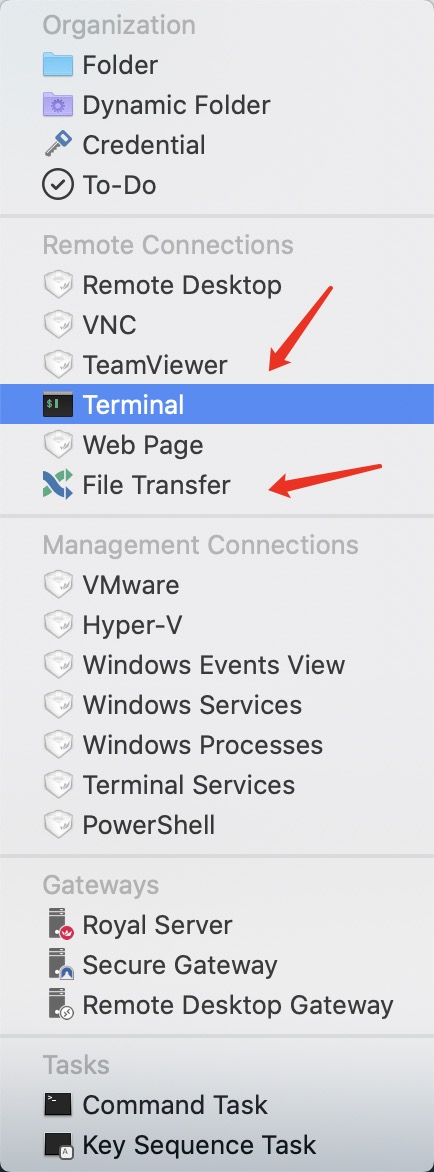 Organization
Folder
Dynamic Folder
Credential
To-Do
Remote Connections
Remote Desktop
VNC
TeamViewer
$
Terminal
Web Page
File Transfer
Management Connections
VMware
Hyper-V
Windows Events View
Windows Services
Windows Processes
Terminal Services
PowerShell
Gateways
Royal Server
Secure Gateway
Remote Desktop Gateway
Tasks
>_
Command Task
A
Key Sequence Task